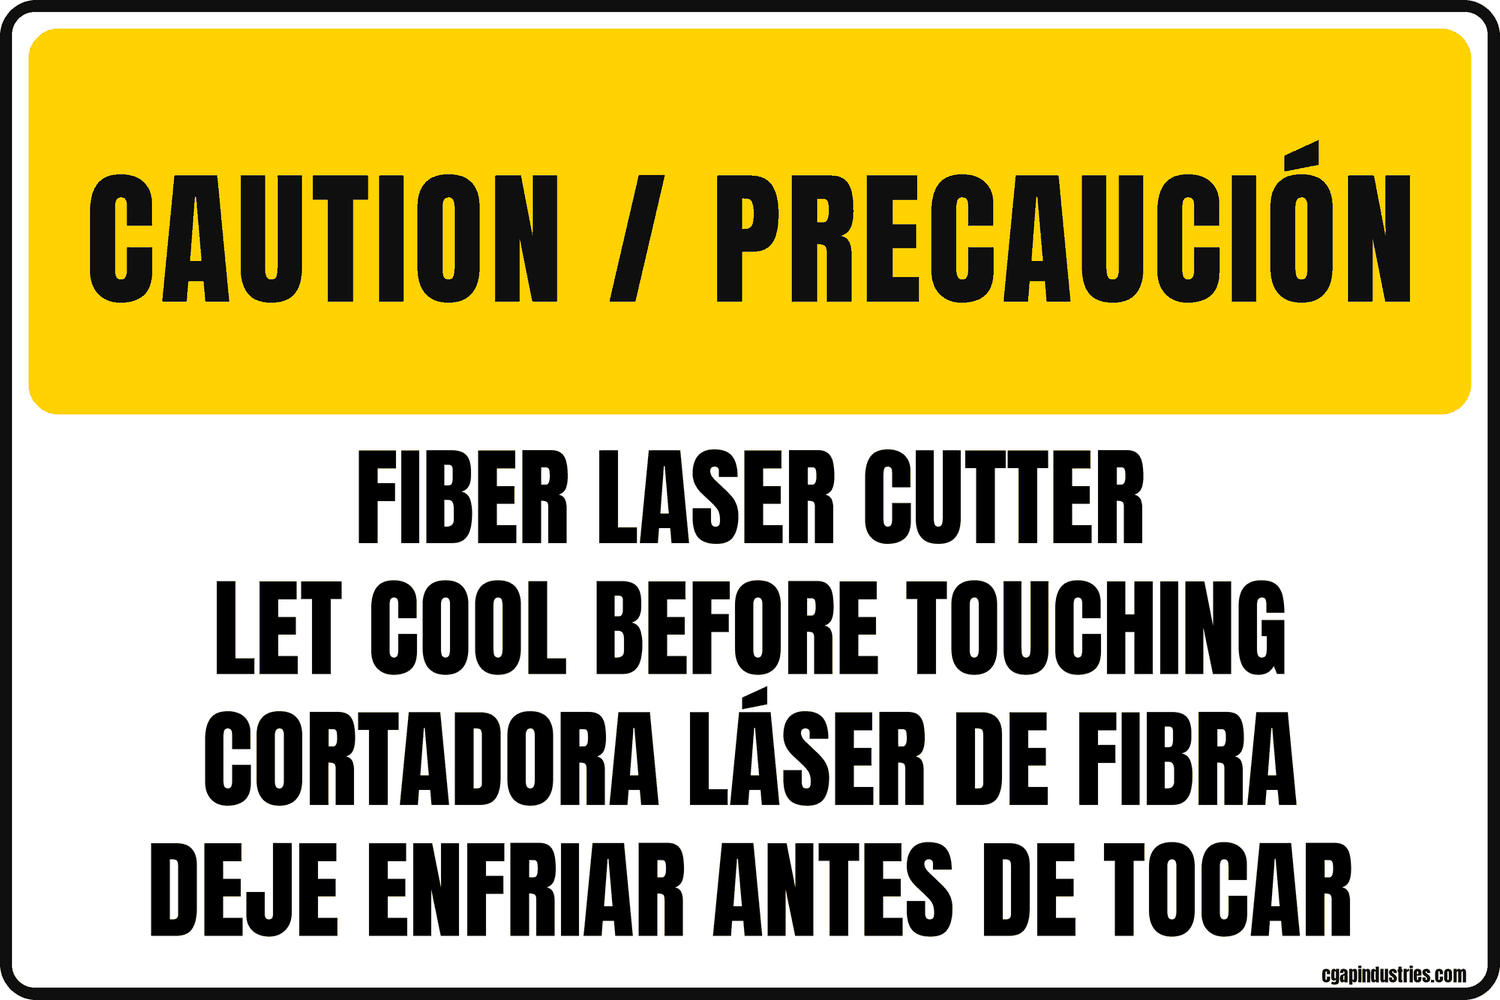 CAUTION / PRECAUCIÓN
FIBER LASER CUTTER
LET COOL BEFORE TOUCHING
CORTADORA LÁSER DE FIBRA
DEJE ENFRIAR ANTES DE TOCAR
cgapindustries.com